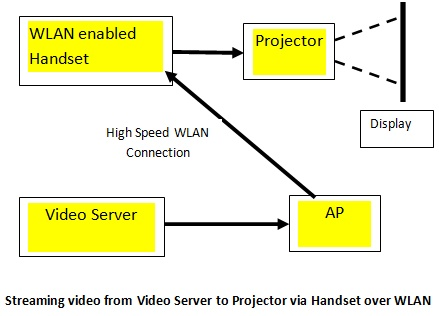 WLAN enabled
Handset
Projector
Display
High Speed WLAN
Connection
Video Server
AP
Streaming video from Video Server to Projector via Handset over WLAN